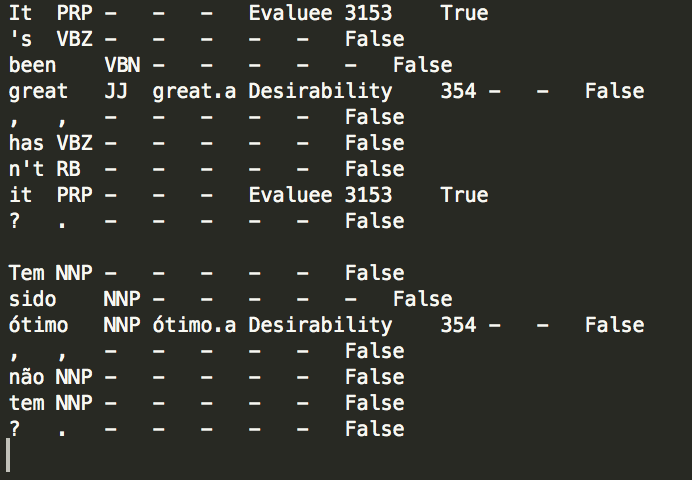 It PRP - - - Evaluee 3153 True
's VBZ - - - - - False
been VBN - - - - - False
great JJ great.a Desirability 354 - - False
, , - - - - - False
has VBZ - - - - - False
n't RB - - - - - False
it PRP - - - Evaluee 3153 True
? . - - - - - False
Tem NNP - - - - - False
sido NNP - - - - - False
ótimo NNP ótimo.a Desirability 354 - - False
, , - - - - - False
não NNP - - - - - False
tem NNP - - - - - False
? . - - - - - False